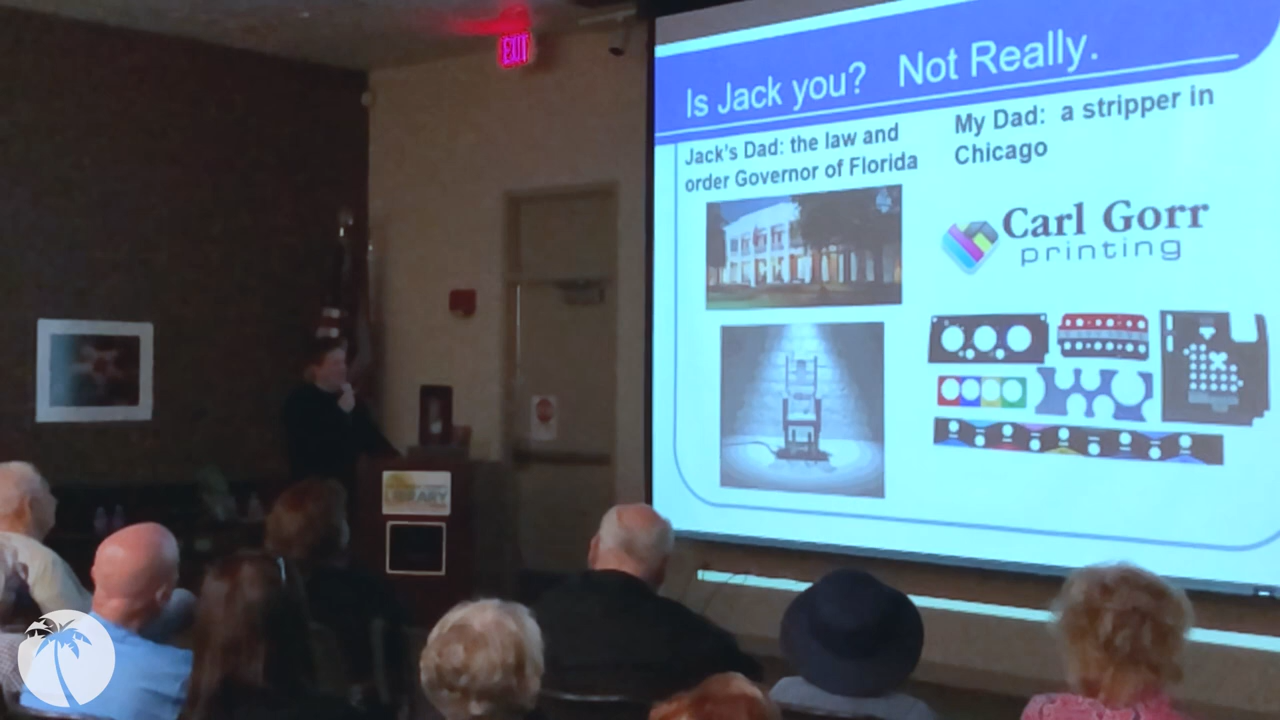 EXIT
Is Jack you? Not Really.
Jack's Dad: the law and
order Governor of Florida
My Dad: a stripper in
Chicago
Carl Gorr
printing
LIBRARY